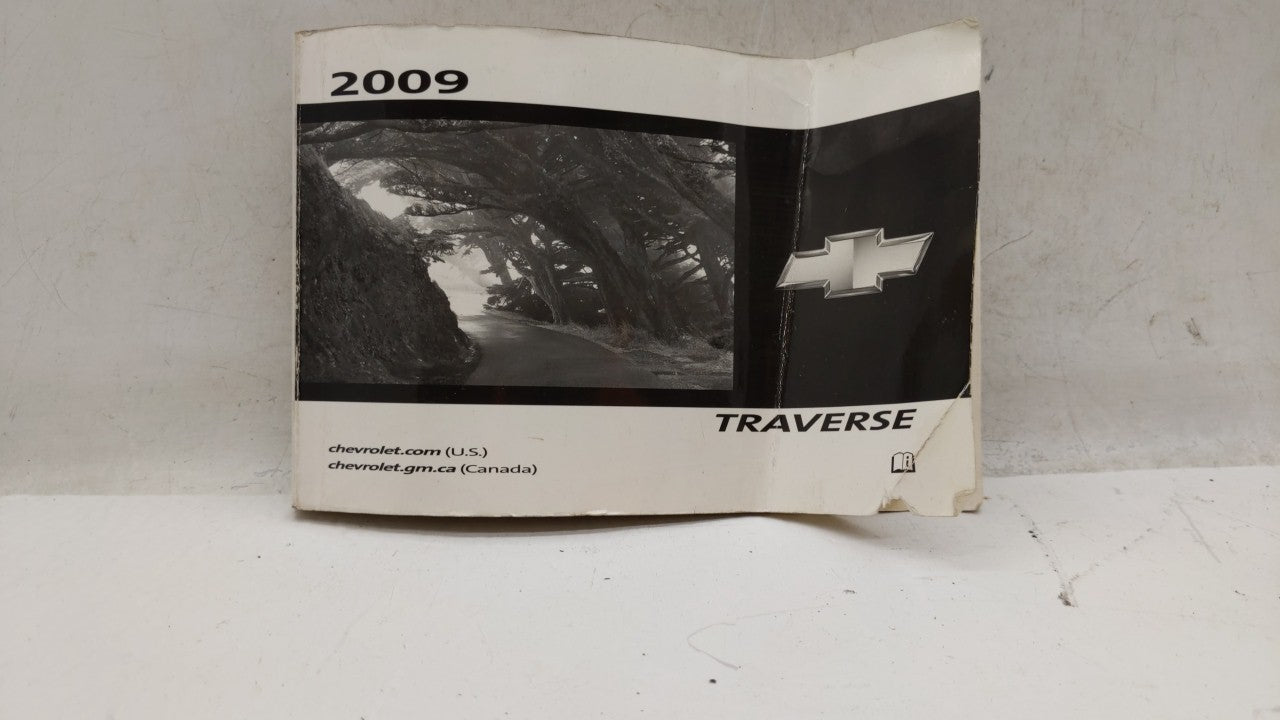 2009
TRAVERSE
chevrolet.com (U.S.)
chevrolet.gm.ca (Canada)